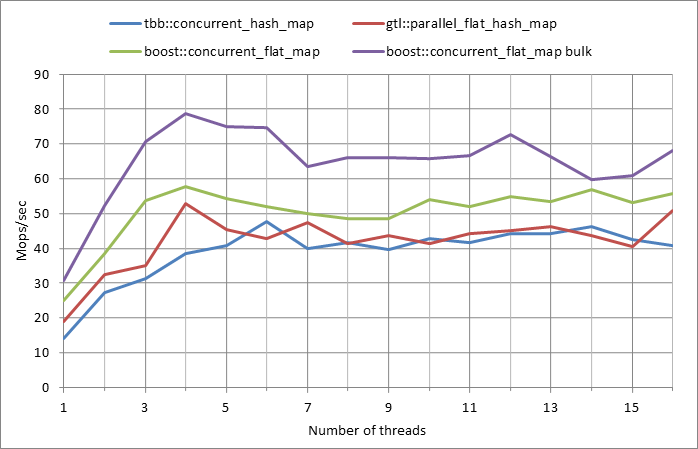 tbb::concurrent_hash_map gtl::parallel_flat_hash_map
boost::concurrent_flat_map boost::concurrent_flat_map bulk
90
80
70
60
50
40
30
20
10
0
Mops/sec
1 3 5 7 9 11 13 15
Number of threads